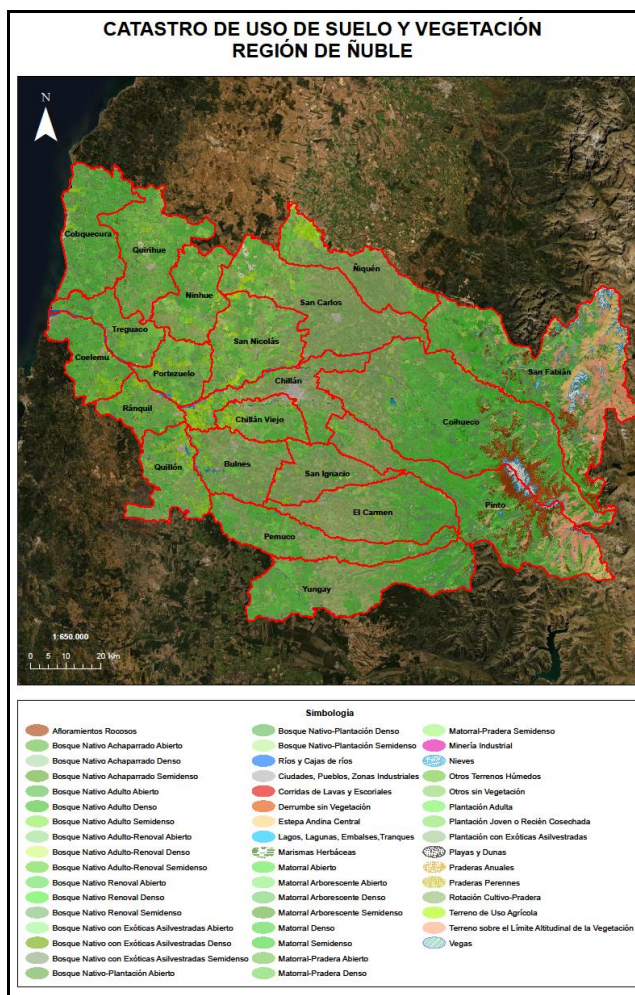 CATASTRO DE USO DE SUELO Y VEGETACIÓN
REGIÓN DE ÑUBLE
N
Cobquecura
Quirihue
Ñiquén
Ninhue
San Carlos
Treguaco
San Nicolás
Coelemu
Portezuelo
San Fabián
Chillán
Ránquil
Chillán Viejo
Coihueco
Quillón
Bulnes
San Ignacio
Pinto
El Carmen
Pemuco
Yungay
1:650.000
0 5 10 20 Km
Simbología
Afloramientos Rocosos
Bosque Nativo Achaparrado Abierto
Bosque Nativo Achaparrado Denso
Bosque Nativo Achaparrado Semidenso
Bosque Nativo Adulto Abierto
Bosque Nativo Adulto Denso
Bosque Nativo Adulto Semidenso
Bosque Nativo Adulto-Renoval Abierto
Bosque Nativo Adulto-Renoval Denso
Bosque Nativo Adulto-Renoval Semidenso
Bosque Nativo Renoval Abierto
Bosque Nativo Renoval Denso
Bosque Nativo Renoval Semidenso
Bosque Nativo con Exóticas Asilvestradas Abierto
Bosque Nativo con Exóticas Asilvestradas Denso
Bosque Nativo con Exóticas Asilvestradas Semidenso
Bosque Nativo-Plantación Abierto
Bosque Nativo-Plantación Denso
Bosque Nativo-Plantación Semidenso
Ríos y Cajas de ríos
Ciudades, Pueblos, Zonas Industriales
Corridas de Lavas y Escoriales
Derrumbe sin Vegetación
Estepa Andina Central
Lagos, Lagunas, Embalses,Tranques
Marismas Herbáceas
Matorral Abierto
Matorral Arborescente Abierto
Matorral Arborescente Denso
Matorral Arborescente Semidenso
Matorral Denso
Matorral Semidenso
Matorral-Pradera Abierto
Matorral-Pradera Denso
Matorral-Pradera Semidenso
Minería Industrial
Nieves
Otros Terrenos Húmedos
Otros sin Vegetación
Plantación Adulta
Plantación Joven o Recién Cosechada
Plantación con Exóticas Asilvestradas
Playas y Dunas
Praderas Anuales
Praderas Perennes
Rotación Cultivo-Pradera
Terreno de Uso Agrícola
Terreno sobre el Límite Altitudinal de la Vegetación
Vegas